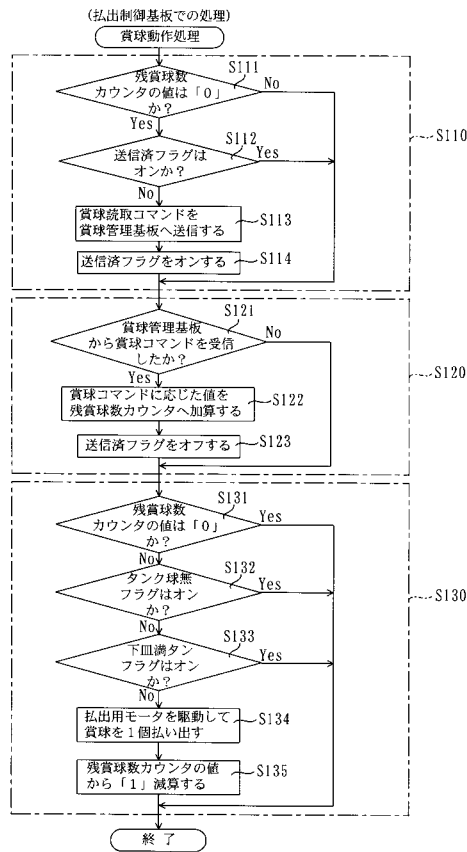 (払出制御基板での処理)
賞球動作処理
残賞球数
カウンタの値は「0」
か?
S111
No
Yes
S110
送信済フラグは
オンか?
S112
Yes
No
賞球読取コマンドを
賞球管理基板へ送信する
S113
送信済フラグをオンする
S114
賞球管理基板
から賞球コマンドを受信
したか?
S121
No
Yes
S120
賞球コマンドに応じた値を
残賞球数カウンタへ加算する
S122
送信済フラグをオフする
S123
残賞球数
カウンタの値は「0」
か?
S131
Yes
No
タンク球無
フラグはオン
か?
S132
Yes
No
S130
下皿満タン
フラグはオン
か?
S133
Yes
No
払出用モータを駆動して
賞球を1個払い出す
S134
残賞球数カウンタの値
から「1」減算する
S135
終了